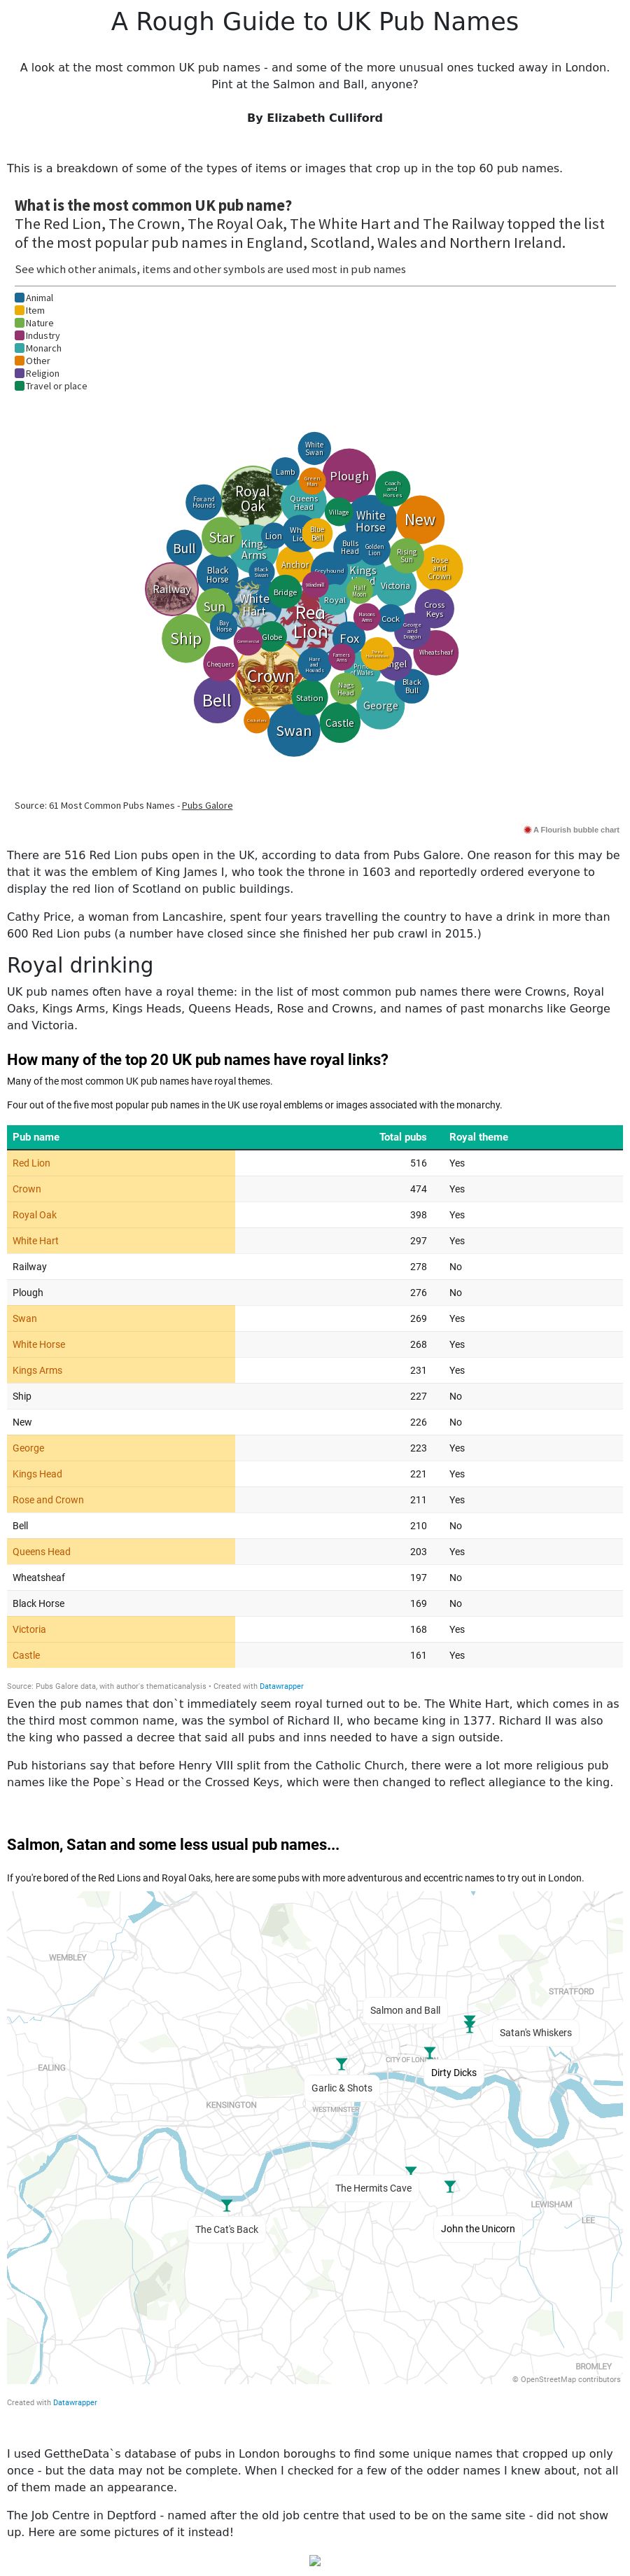 A Rough Guide to UK Pub Names
A look at the most common UK pub names - and some of the more unusual ones tucked away in London.
Pint at the Salmon and Ball, anyone?
By Elizabeth Culliford
This is a breakdown of some of the types of items or images that crop up in the top 60 pub names.
What is the most common UK pub name?
The Red Lion, The Crown, The Royal Oak, The White Hart and The Railway topped the list
of the most popular pub names in England, Scotland, Wales and Northern Ireland.
See which other animals, items and other symbols are used most in pub names
Animal
Item
Nature
Industry
Monarch
Other
Religion
Travel or place
White
Swan
Lamb
Green
Man
Plough
Royal
Oak
Queens
Head
Coach
and
Horses
Fox and
Hounds
Village
White
Horse
New
Star
Kings
Arms
Lion
Blue
Bell
Bull
Bulls
Head
Golden
Lion
Rising
Sun
Rose
and
Crown
Black
Horse
Black
Swan
Anchor
Greyhound
Kings
Railway
White
Hart
Bridge
Windmill
Half
Moon
Victoria
Sun
Royal
Red
Lion
Masons
Arms
Cock
Cross
Keys
Bay
Horse
George
and
Dragon
Ship
Globe
Fox
Wheatsheaf
Chequers
Hare
and
Hounds
Farmers
Arms
Crown
Black
Bull
Bell
Station
Nags
Head
George
Swan
Castle
Source: 61 Most Common Pubs Names - Pubs Galore
A Flourish bubble chart
There are 516 Red Lion pubs open in the UK, according to data from Pubs Galore. One reason for this may be
that it was the emblem of King James I, who took the throne in 1603 and reportedly ordered everyone to
display the red lion of Scotland on public buildings.
Cathy Price, a woman from Lancashire, spent four years travelling the country to have a drink in more than
600 Red Lion pubs (a number have closed since she finished her pub crawl in 2015.)
Royal drinking
UK pub names often have a royal theme: in the list of most common pub names there were Crowns, Royal
Oaks, Kings Arms, Kings Heads, Queens Heads, Rose and Crowns, and names of past monarchs like George
and Victoria.
How many of the top 20 UK pub names have royal links?
Many of the most common UK pub names have royal themes.
Four out of the five most popular pub names in the UK use royal emblems or images associated with the monarchy.
Pub name Total pubs Royal theme
Red Lion 516 Yes
Crown 474 Yes
Royal Oak 398 Yes
White Hart 297 Yes
Railway 278 No
Plough 276 No
Swan 269 Yes
White Horse 268 Yes
Kings Arms 231 Yes
Ship 227 No
New 226 No
George 223 Yes
Kings Head 221 Yes
Rose and Crown 211 Yes
Bell 210 No
Queens Head 203 Yes
Wheatsheaf 197 No
Black Horse 169 No
Victoria 168 Yes
Castle 161 Yes
Source: Pubs Galore data, with author's thematicanalysis • Created with Datawrapper
Even the pub names that don`t immediately seem royal turned out to be. The White Hart, which comes in as
the third most common name, was the symbol of Richard II, who became king in 1377. Richard II was also
the king who passed a decree that said all pubs and inns needed to have a sign outside.
Pub historians say that before Henry VIII split from the Catholic Church, there were a lot more religious pub
names like the Pope`s Head or the Crossed Keys, which were then changed to reflect allegiance to the king.
Salmon, Satan and some less usual pub names...
If you're bored of the Red Lions and Royal Oaks, here are some pubs with more adventurous and eccentric names to try out in London.
WEMBLEY
STRATFORD
Salmon and Ball
Satan's Whiskers
CITY OF LONDON
EALING
Dirty Dicks
Garlic & Shots
KENSINGTON
WESTMINSTER
The Hermits Cave
LEWISHAM
LEE
The Cat's Back
John the Unicorn
BROMLEY
© OpenStreetMap contributors
Created with Datawrapper
I used GettheData`s database of pubs in London boroughs to find some unique names that cropped up only
once - but the data may not be complete. When I checked for a few of the odder names I knew about, not all
of them made an appearance.
The Job Centre in Deptford - named after the old job centre that used to be on the same site - did not show
up. Here are some pictures of it instead!